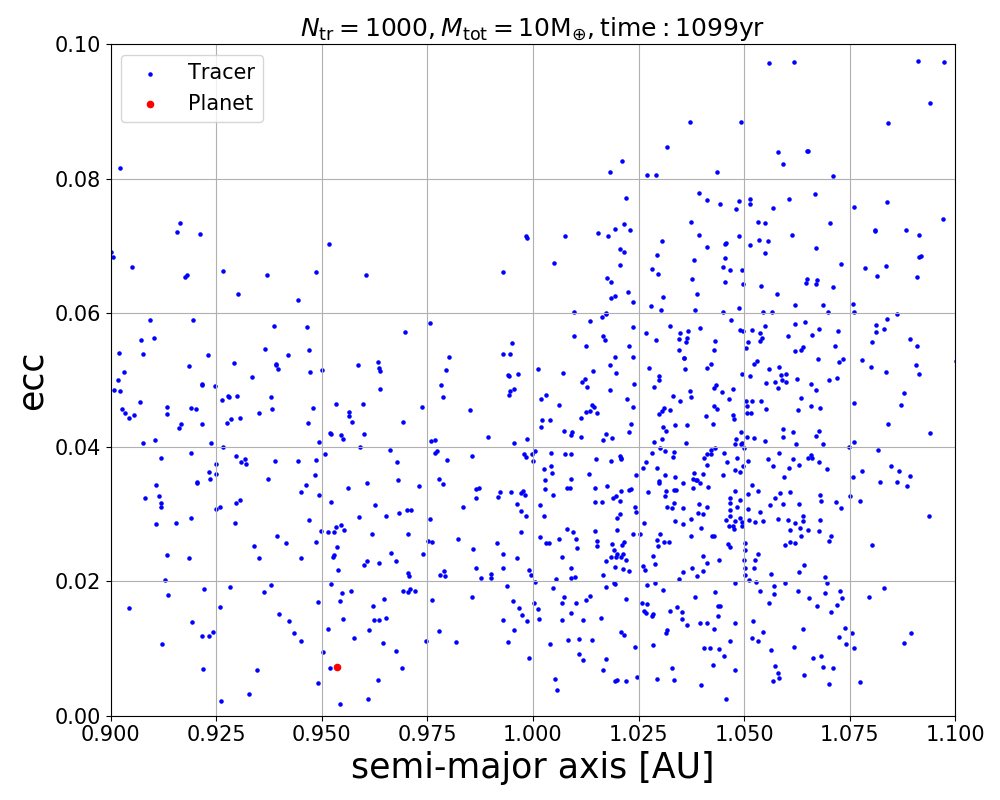 N_tr = 1000, M_tot = 10M_⊕, time : 1099yr
Tracer
Planet
0.10
0.08
0.06
0.04
0.02
0.00
ecc
0.900 0.925 0.950 0.975 1.000 1.025 1.050 1.075 1.100
semi-major axis [AU]